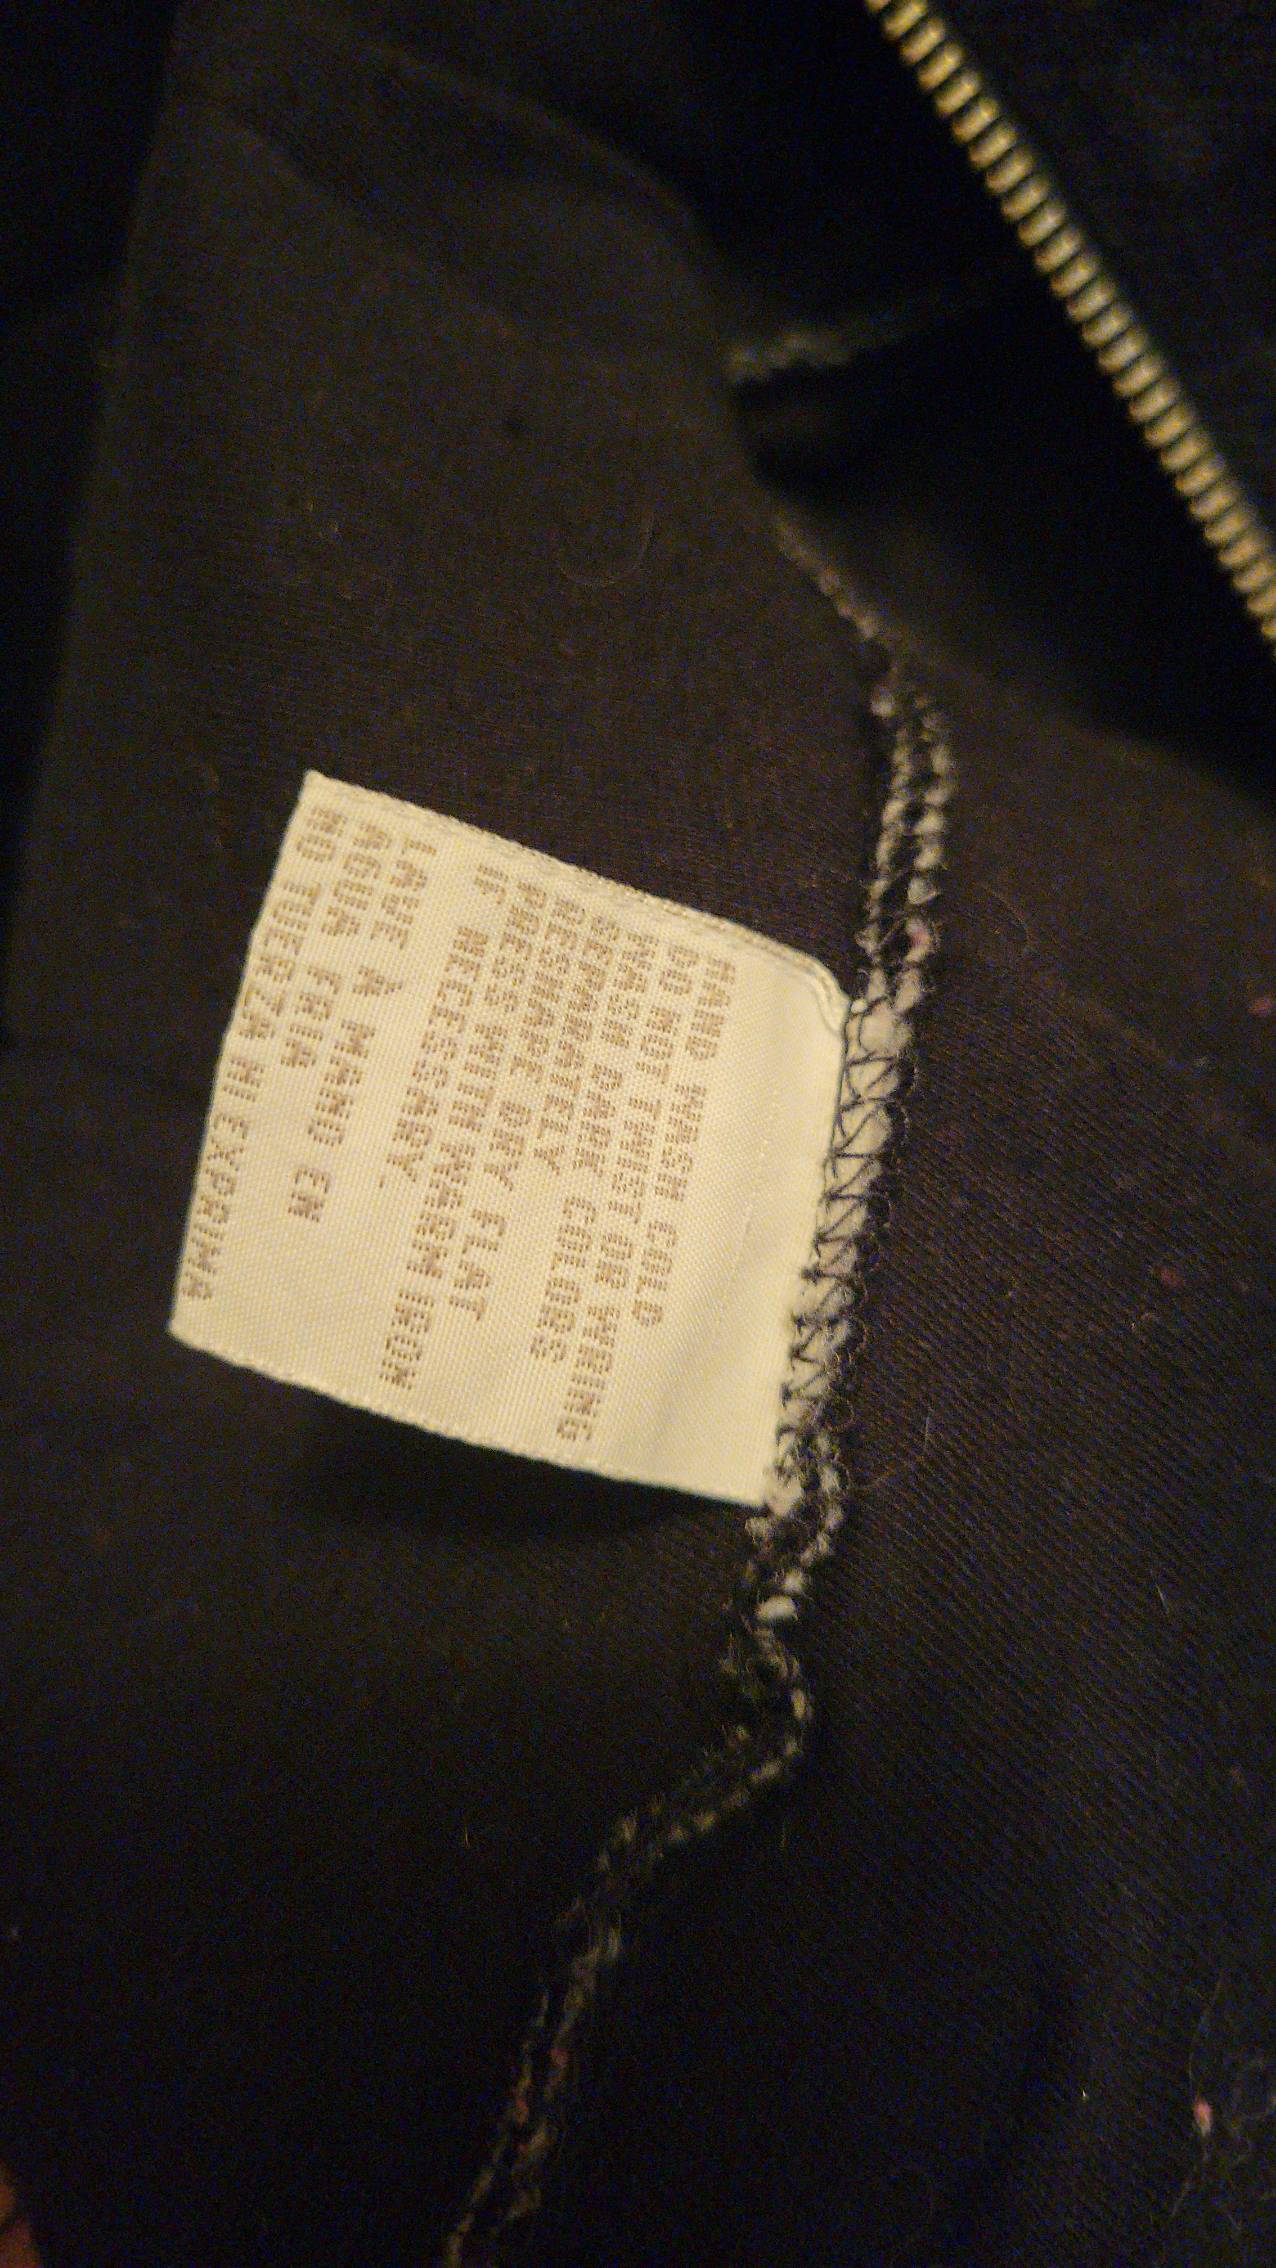 HAND WASH COLD
DO NOT TWIST OR WRING
WASH DARK COLORS
SEPARATELY
RESHAPE DRY FLAT
PRESS WITH WARM IRON
IF NECESSARY.
LAVE A MANO EN
AGUA FRIA
NO TUERZA NI EXPRIMA